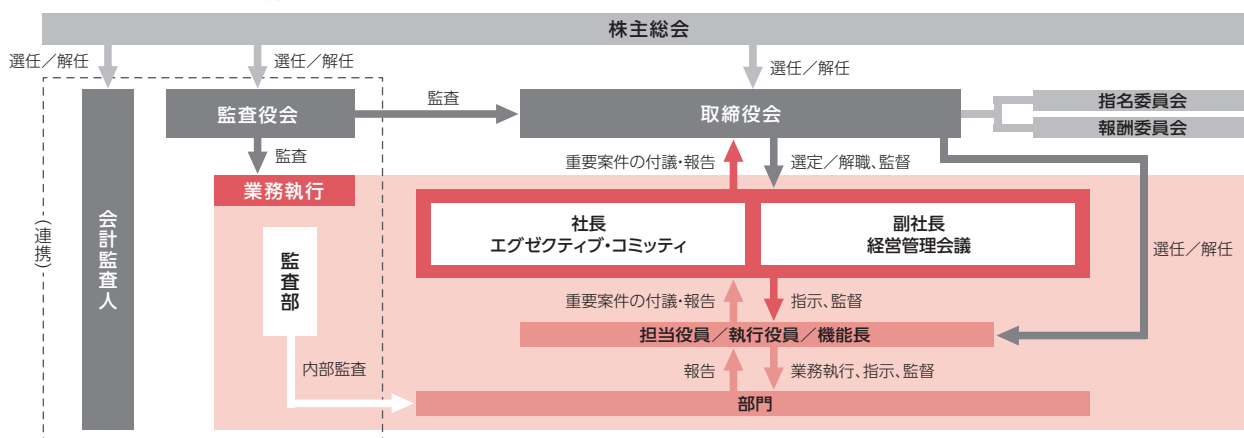 株主総会
選任／解任
選任／解任
選任／解任
監査役会
監査
取締役会
指名委員会
報酬委員会
監査
重要案件の付議・報告
選定／解職、監督
業務執行
会計監査人
(連携)
監査部
社長
エグゼクティブ・コミッティ
副社長
経営管理会議
選任／解任
重要案件の付議・報告
指示、監督
担当役員／執行役員／機能長
内部監査
報告
業務執行、指示、監督
部門